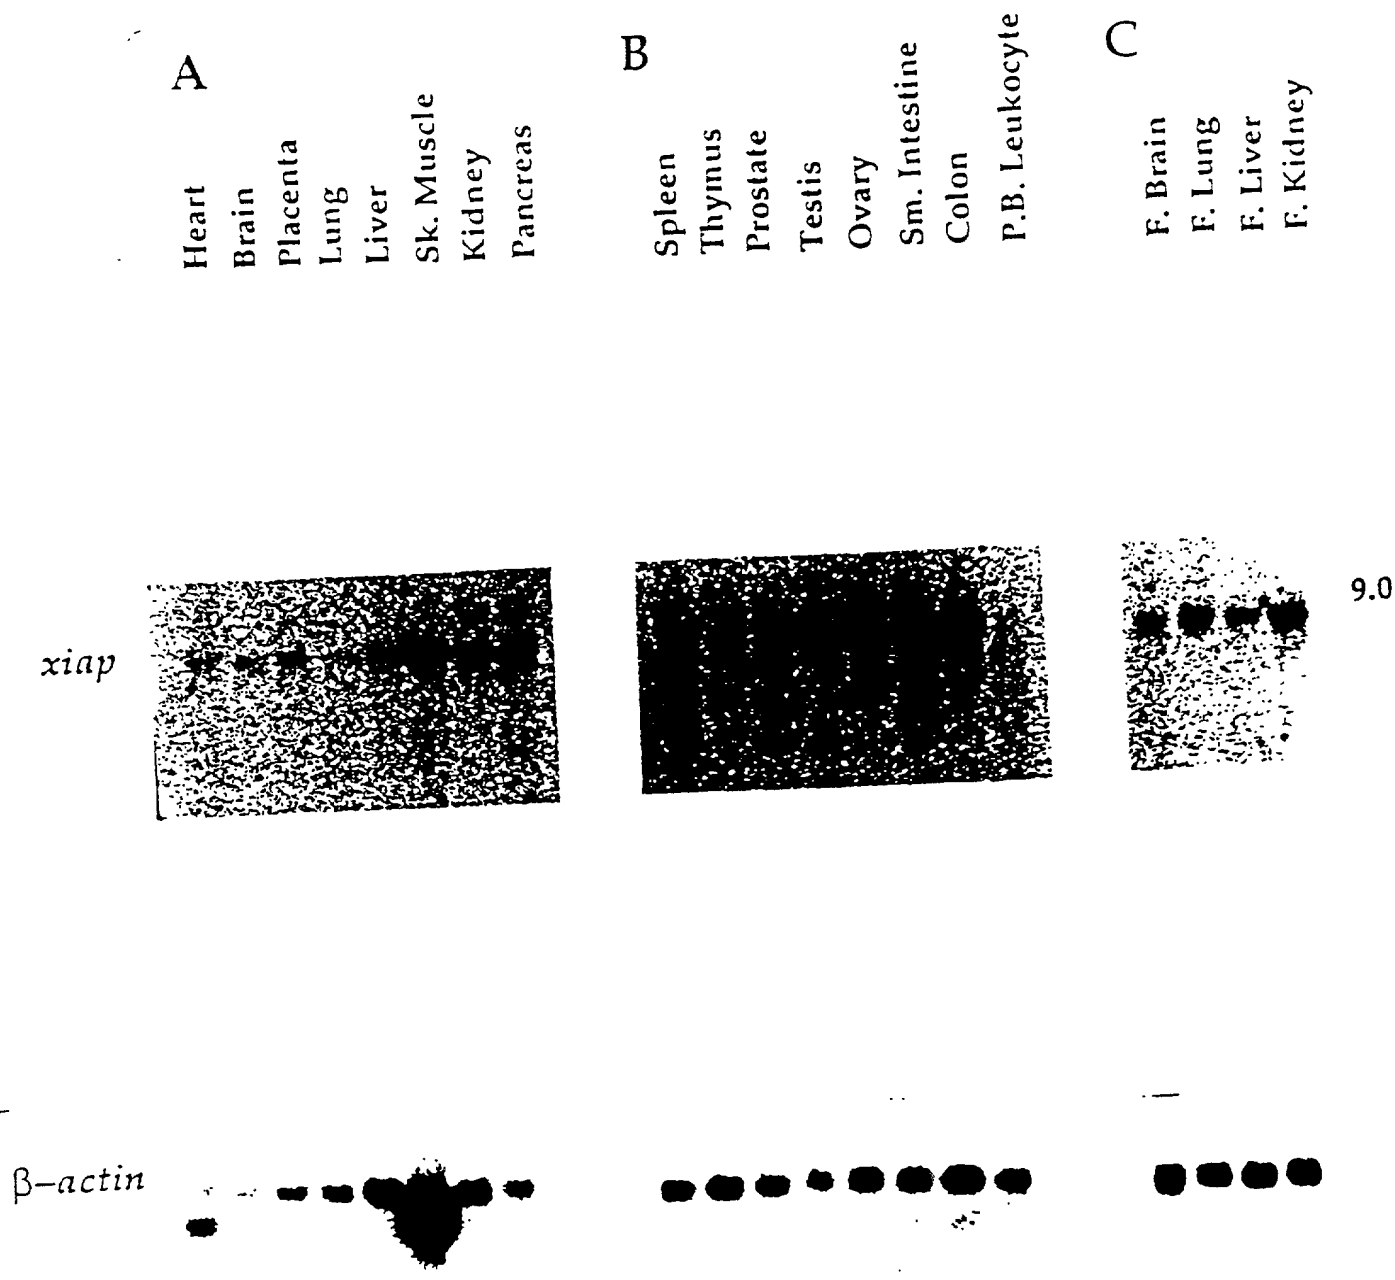 A
Heart
Brain
Placenta
Lung
Liver
Sk. Muscle
Kidney
Pancreas
B
Spleen
Thymus
Prostate
Testis
Ovary
Sm. Intestine
Colon
P.B. Leukocyte
C
F. Brain
F. Lung
F. Liver
F. Kidney
9.0
xiap
β-actin